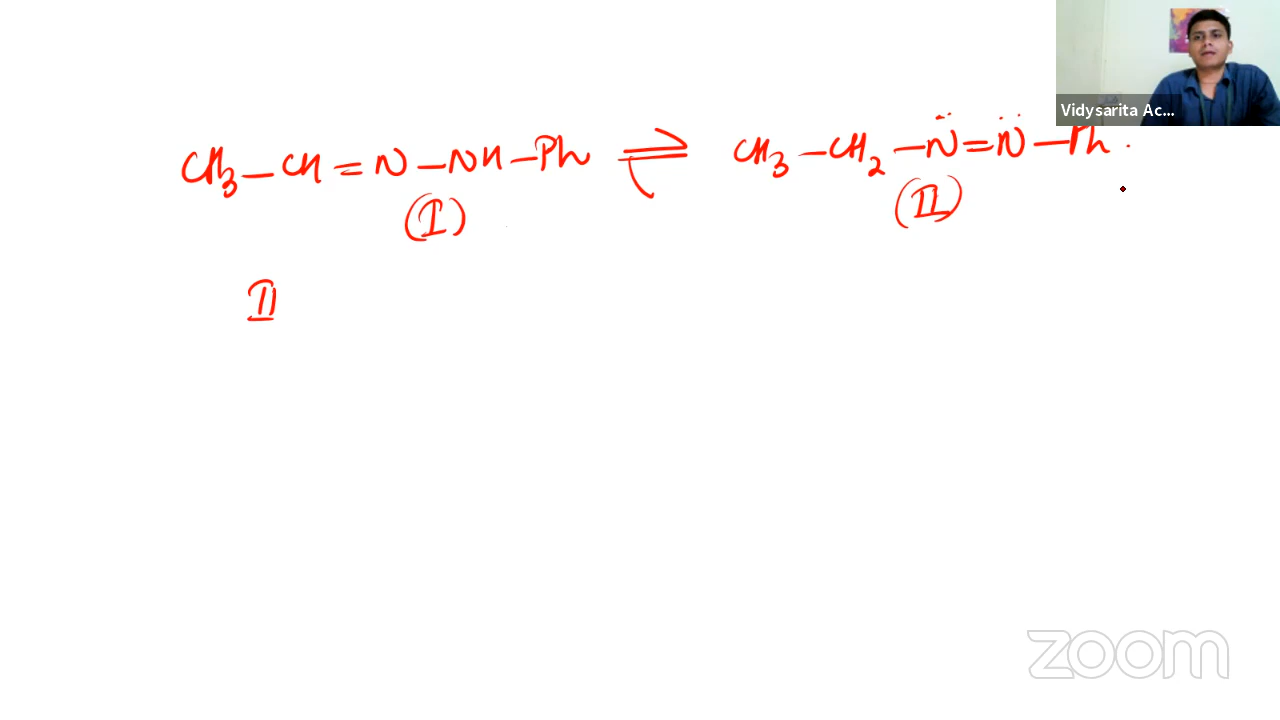 Vidysarita Ac...
CH₃—CH=N—NH—Ph ⇌ CH₃—CH₂—N̈=N̈—Ph.
(I) (II)
II
zoom